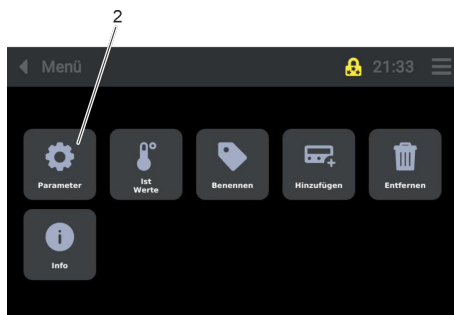 2
Menü
21:33
Parameter
Ist
Werte
Benennen
Hinzufügen
Entfernen
i
Info